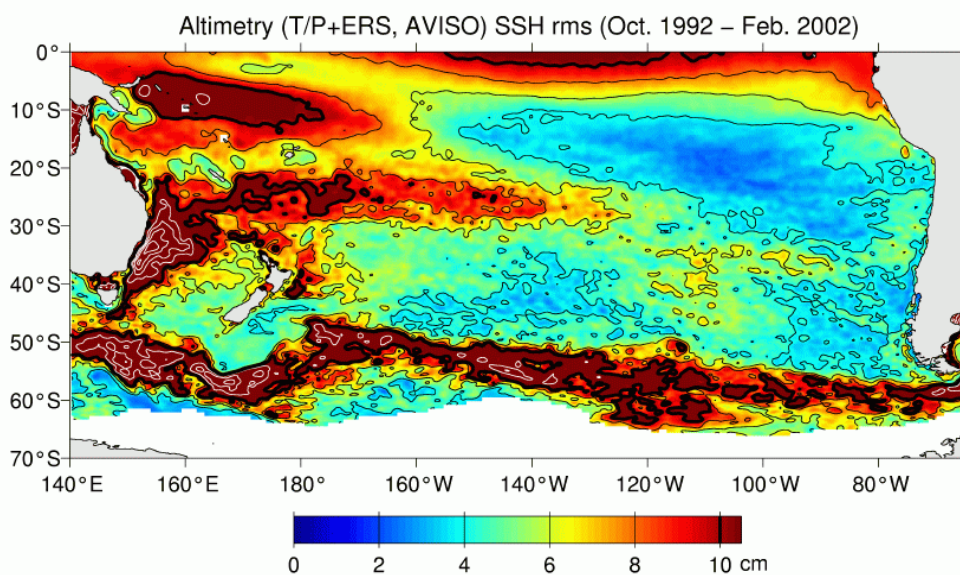 Altimetry (T/P+ERS, AVISO) SSH rms (Oct. 1992 – Feb. 2002)
0°
10°S
20°S
30°S
40°S
50°S
60°S
70°S
140°E 160°E 180° 160°W 140°W 120°W 100°W 80°W
0 2 4 6 8 10 cm